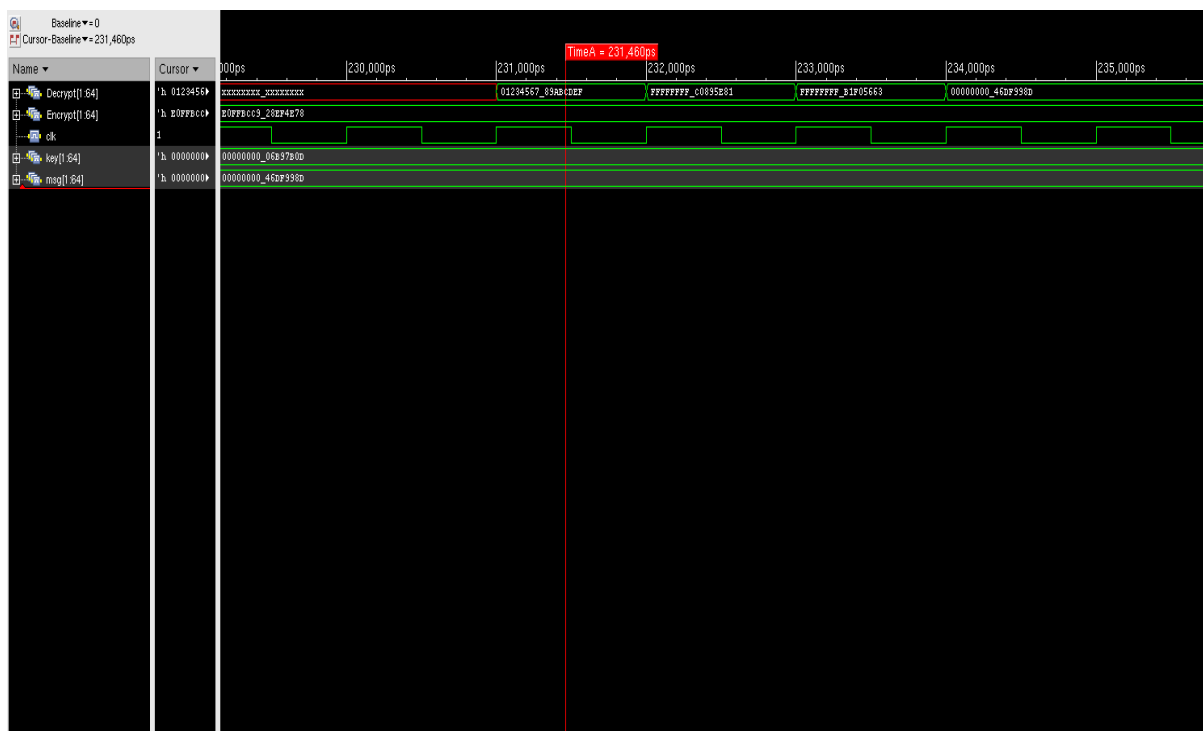 Baseline▼=0
Cursor-Baseline▼=231,460ps
TimeA = 231,460ps
Name ▼ Cursor ▼ 000ps 230,000ps 231,000ps 232,000ps 233,000ps 234,000ps 235,000ps
Decrypt[1:64] 'h 0123456 xxxxxxxx_xxxxxxxx 01234567_89ABCDEF FFFFFFFF_C0895E81 FFFFFFFF_B1F05663 00000000_46DF998D
Encrypt[1:64] 'h E0FFBCC E0FFBCC9_28EF4E78
clk 1
key[1:64] 'h 0000000 00000000_06B97B0D
msg[1:64] 'h 0000000 00000000_46DF998D